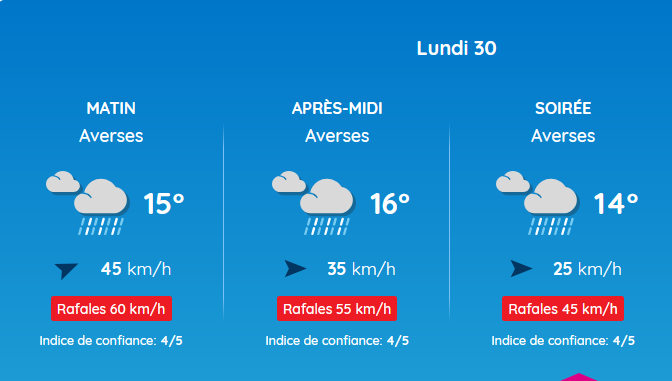 Lundi 30
MATIN
Averses
15°
45 km/h
Rafales 60 km/h
Indice de confiance: 4/5
APRÈS-MIDI
Averses
16°
35 km/h
Rafales 55 km/h
Indice de confiance: 4/5
SOIRÉE
Averses
14°
25 km/h
Rafales 45 km/h
Indice de confiance: 4/5